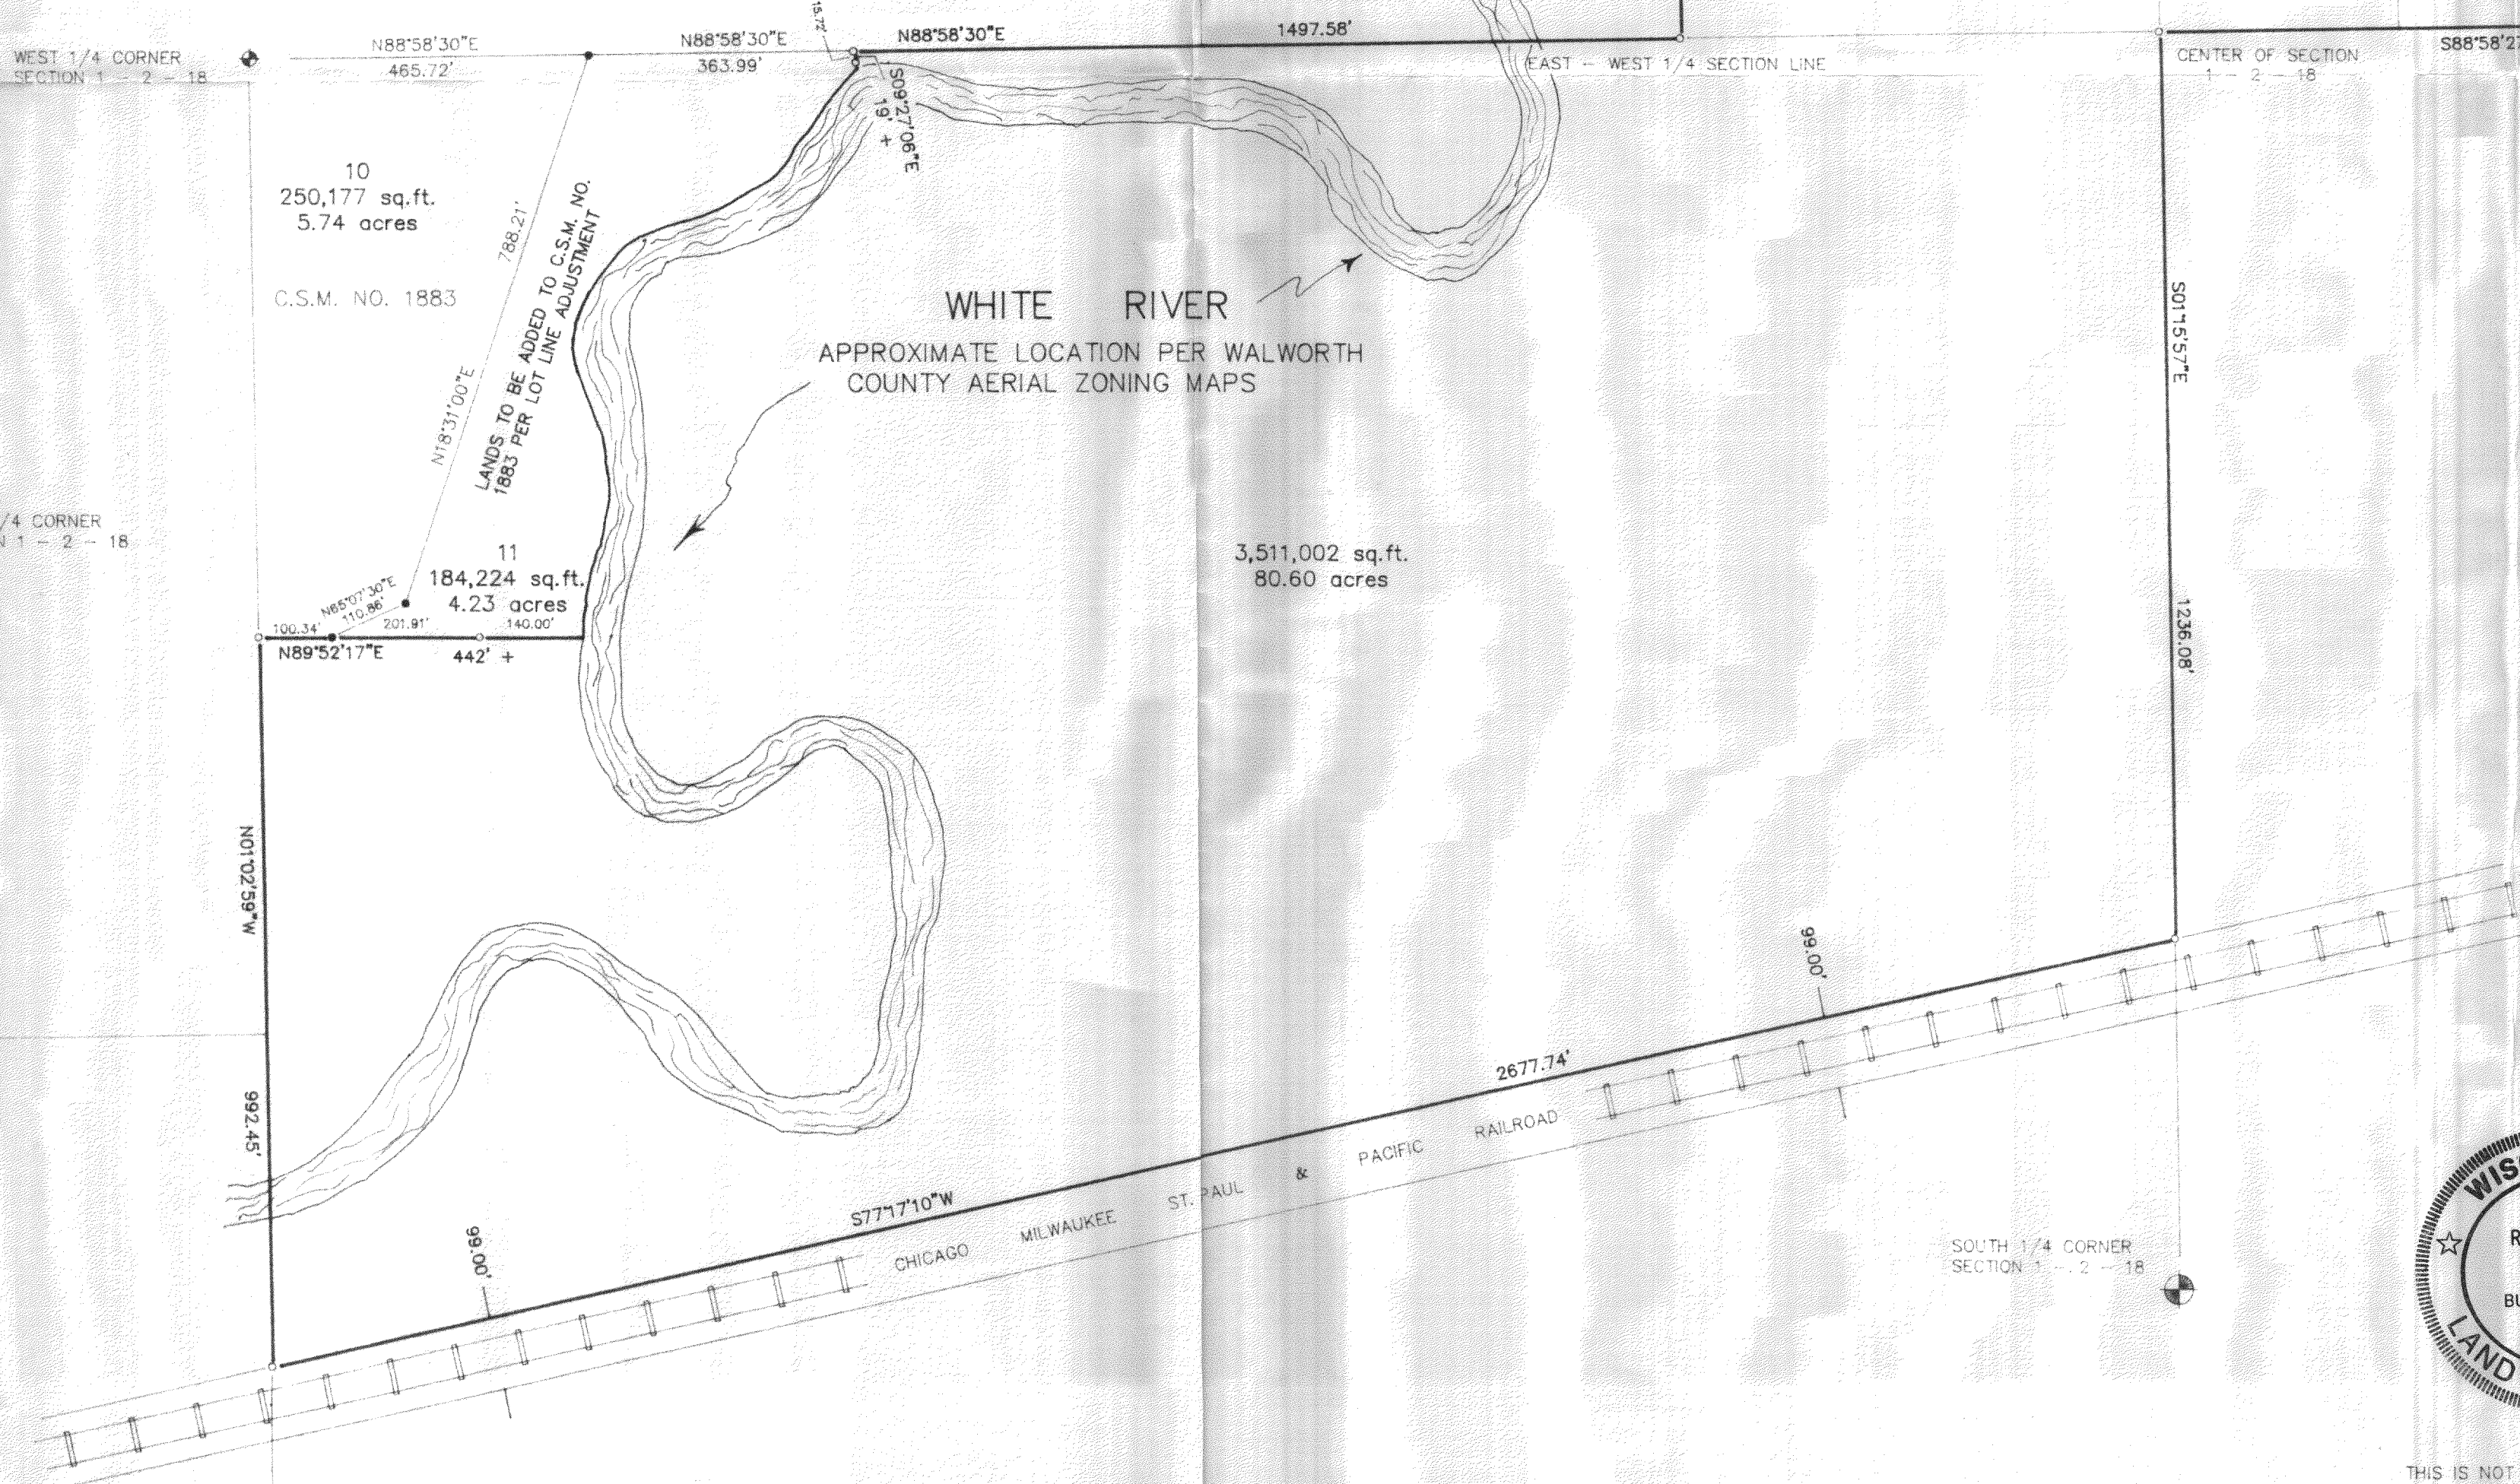 15.72'
WEST 1/4 CORNER
SECTION 1 - 2 - 18
N88°58'30"E
465.72'
N88°58'30"E
363.99'
N88°58'30"E
1497.58'
EAST - WEST 1/4 SECTION LINE
CENTER OF SECTION
1 - 2 - 18
S09°27'06"E
19' +
10
250,177 sq.ft.
5.74 acres
C.S.M. NO. 1883
788.21'
N18°31'00"E
LANDS TO BE ADDED TO C.S.M. NO.
1883 PER LOT LINE ADJUSTMENT
WHITE RIVER
APPROXIMATE LOCATION PER WALWORTH
COUNTY AERIAL ZONING MAPS
S01°15'57"E
1236.08'
/4 CORNER
1 - 2 - 18
11
184,224 sq.ft.
4.23 acres
3,511,002 sq.ft.
80.60 acres
N65°07'30"E
110.86'
100.34'
201.91'
140.00'
N89°52'17"E
442' +
N01°02'59"W
992.45'
99.00'
99.00'
2677.74'
S77°17'10"W
CHICAGO MILWAUKEE ST. PAUL & PACIFIC RAILROAD
SOUTH 1/4 CORNER
SECTION 1 - 2 - 18
WIS
LAND
THIS IS NOT